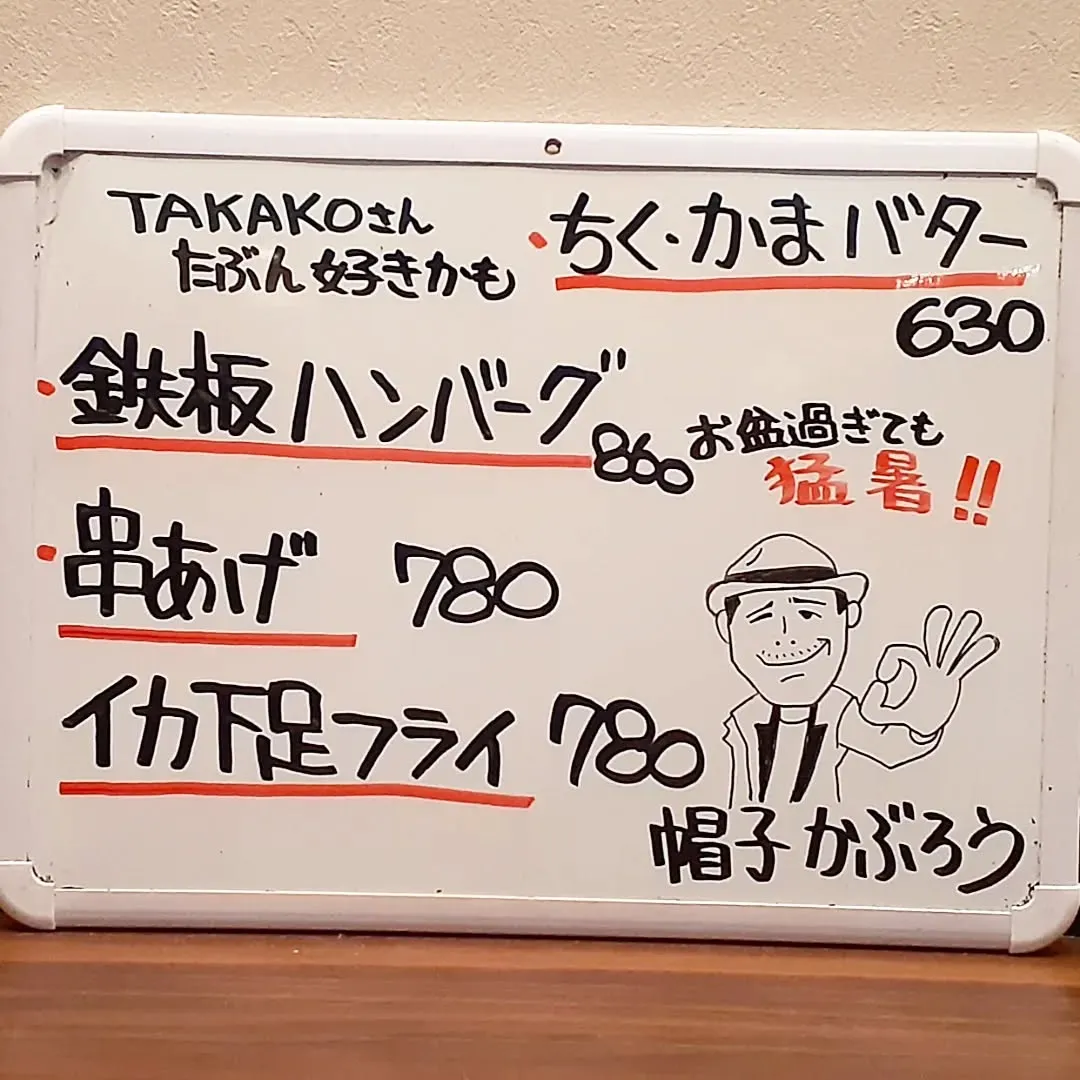 TAKAKOさん
たぶん好きかも
・ちく・かまバター
630
・鉄板ハンバーグ
860
お盆過ぎても
猛暑!!
・串あげ 780
イカ下足フライ 780
帽子かぶろう